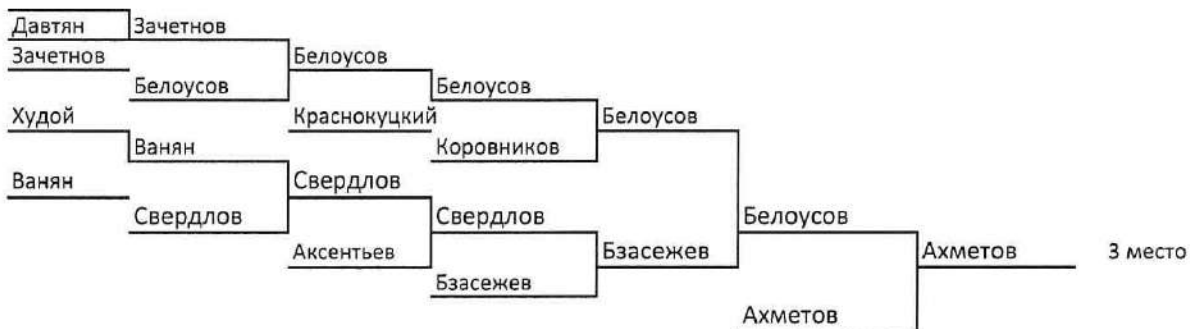 Давтян Зачетнов
Зачетнов Белоусов
Белоусов Белоусов
Худой Краснокуцкий Белоусов
Ванян Коровников
Ванян Свердлов
Свердлов Свердлов Белоусов
Аксентьев Бзасежев Ахметов 3 место
Бзасежев
Ахметов